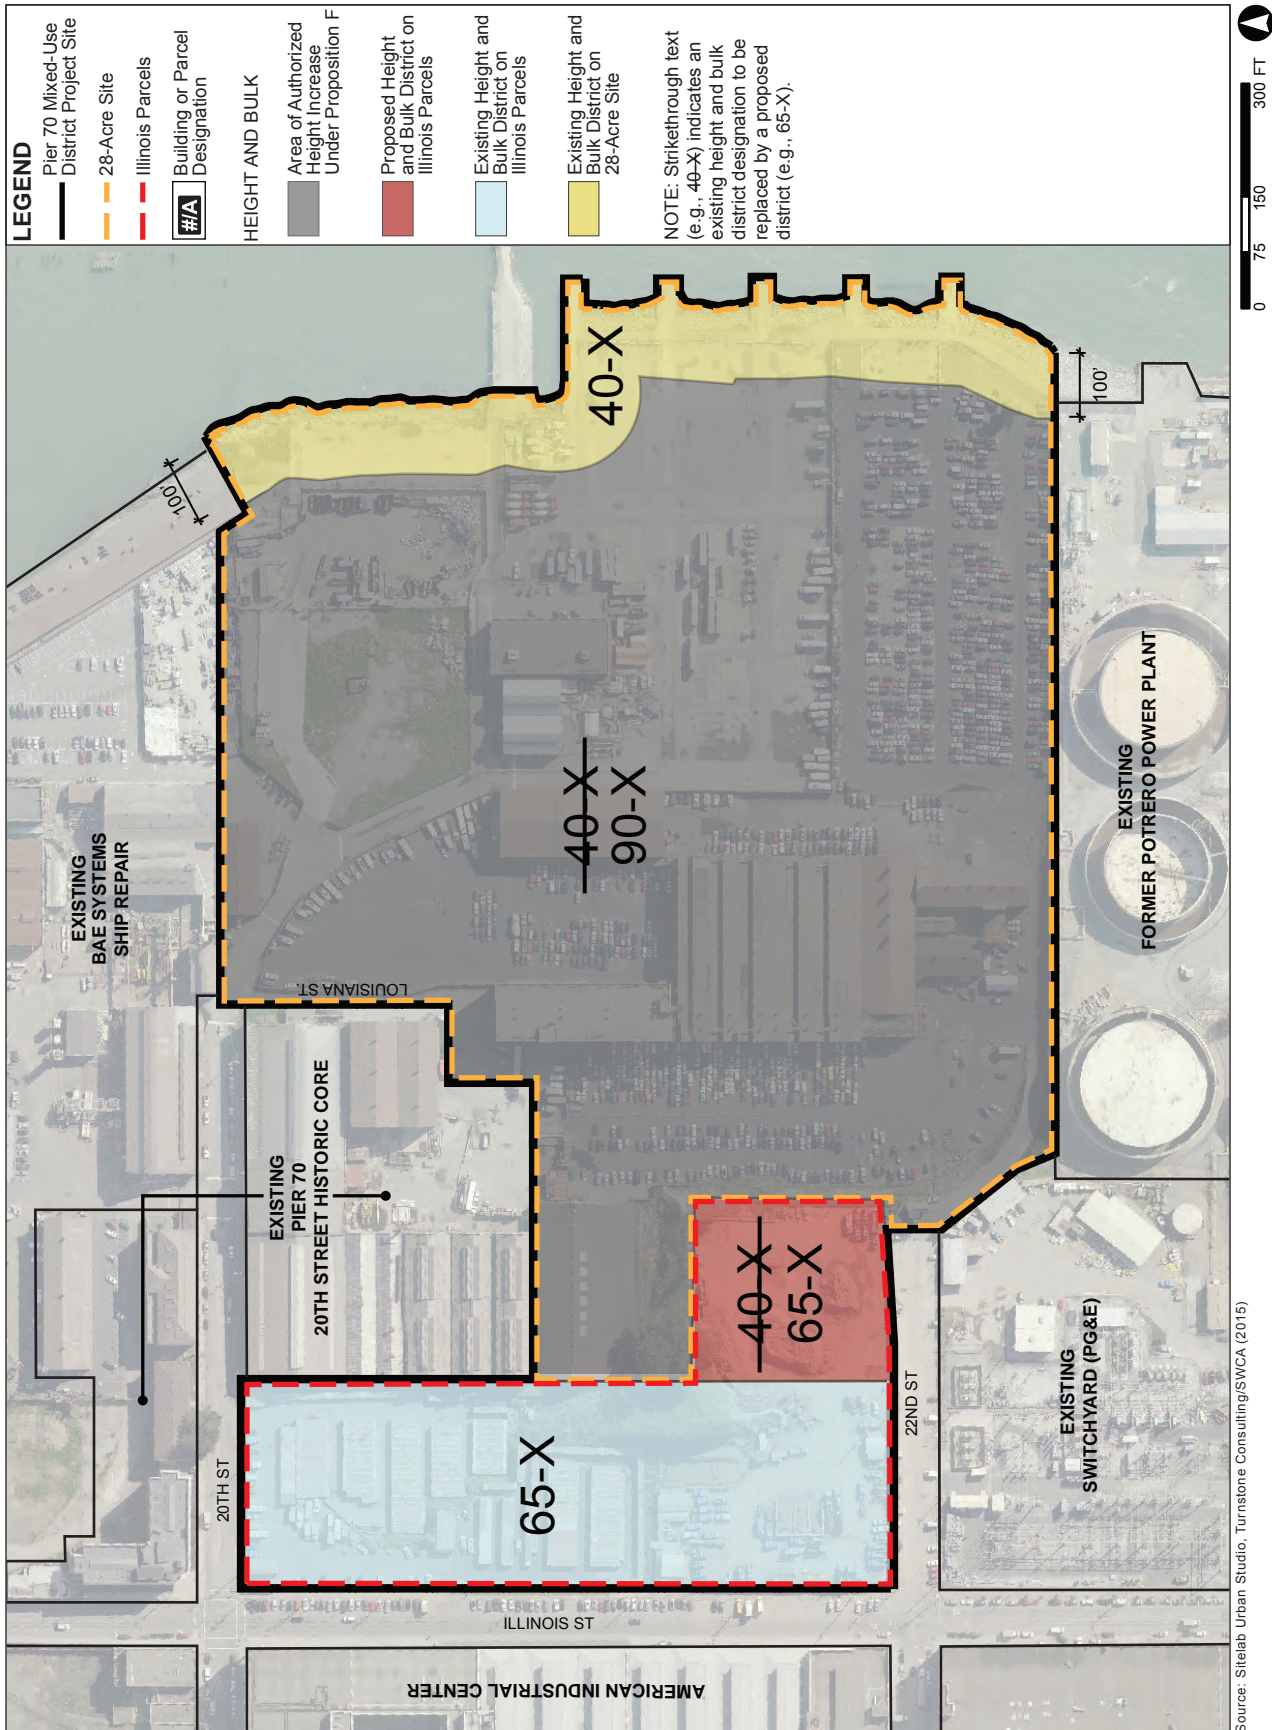 LEGEND
Pier 70 Mixed-Use
District Project Site
28-Acre Site
Illinois Parcels
#/A
Building or Parcel
Designation
HEIGHT AND BULK
Area of Authorized
Height Increase
Under Proposition F
Proposed Height
and Bulk District on
Illinois Parcels
Existing Height and
Bulk District on
Illinois Parcels
Existing Height and
Bulk District on
28-Acre Site
NOTE: Strikethrough text
(e.g., 40-X) indicates an
existing height and bulk
district designation to be
replaced by a proposed
district (e.g., 65-X).
0 75 150 300 FT
EXISTING
BAE SYSTEMS
SHIP REPAIR
100'
LOUISIANA ST.
EXISTING
PIER 70
20TH STREET HISTORIC CORE
20TH ST
40-X
40-X
90-X
40-X
65-X
65-X
100'
22ND ST
ILLINOIS ST
AMERICAN INDUSTRIAL CENTER
EXISTING
FORMER POTRERO POWER PLANT
EXISTING
SWITCHYARD (PG&E)
Source: Sitelab Urban Studio, Turnstone Consulting/SWCA (2015)